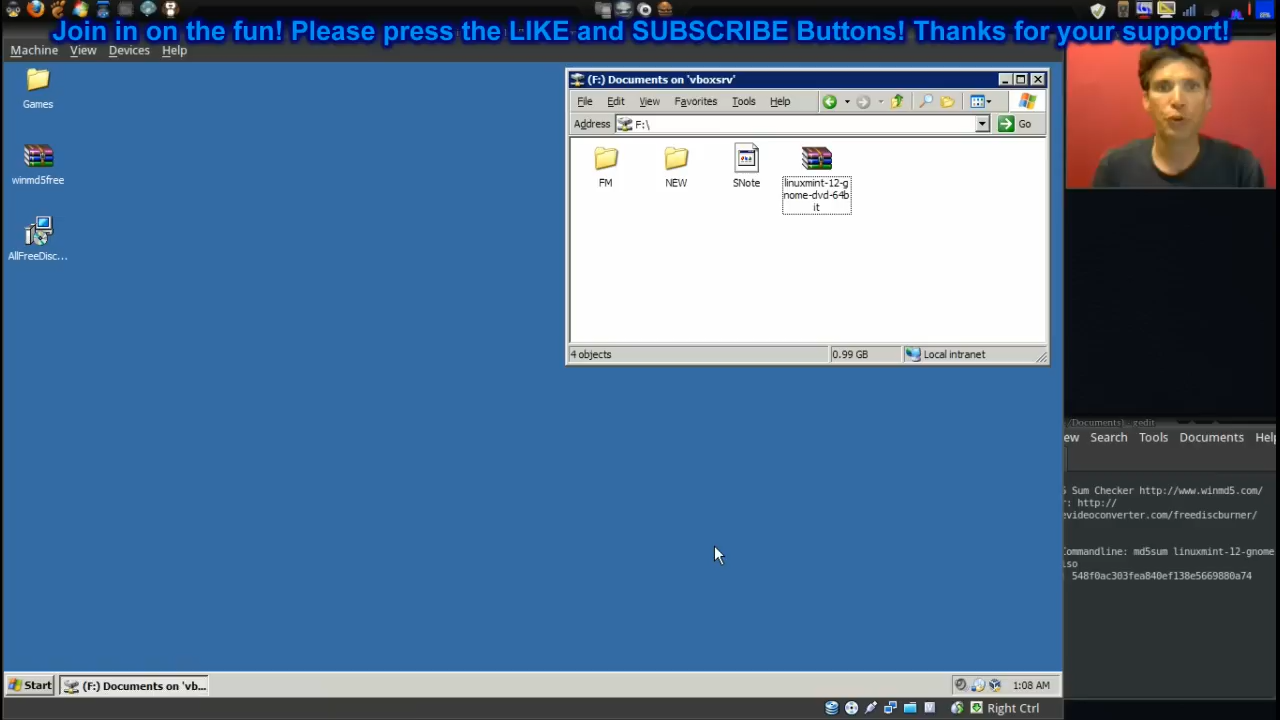 Join in on the fun! Please press the LIKE and SUBSCRIBE Buttons! Thanks for your support!
Machine View Devices Help
Games
winmd5free
AllFreeDisc...
(F:) Documents on 'vboxsrv'
File Edit View Favorites Tools Help
Address F:\ Go
FM
NEW
SNote
linuxmint-12-g
nome-dvd-64b
it
4 objects 0.99 GB Local intranet
Documents) - gedit
ew Search Tools Documents Help
Sum Checker http://www.winmd5.com/
r: http://
evideoconverter.com/freediscburner/
Commandline: md5sum linuxmint-12-gnome
iso
548f0ac303fea840ef138e5669880a74
Start (F:) Documents on 'vb... 1:08 AM
Right Ctrl